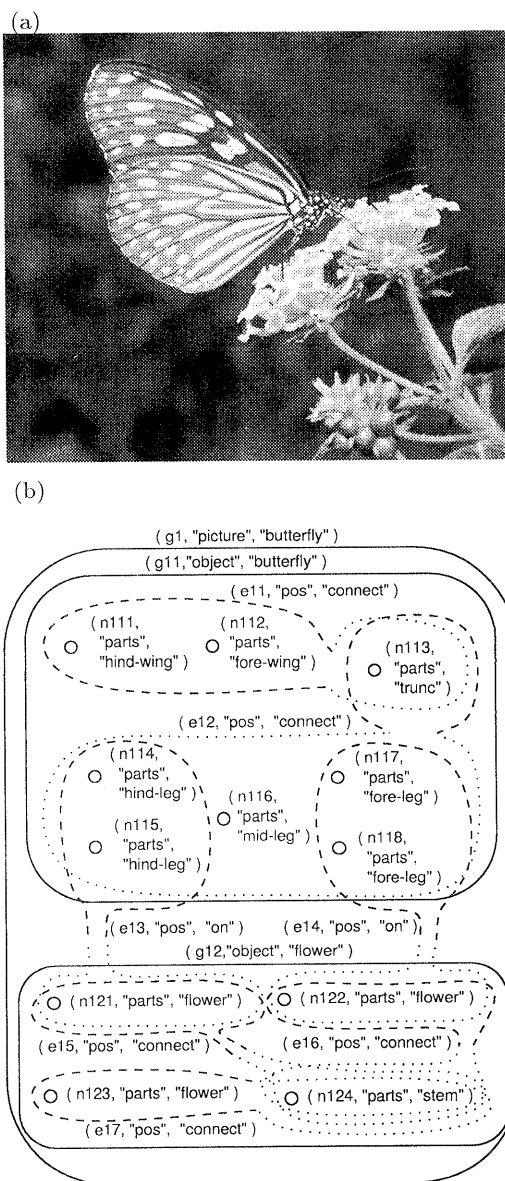 (a)
(b)
( g1, "picture", "butterfly" )
( g11,"object", "butterfly" )
( e11, "pos", "connect" )
( n111,
"parts",
"hind-wing" )
( n112,
"parts",
"fore-wing" )
( n113,
"parts",
"trunc" )
( e12, "pos", "connect" )
( n114,
"parts",
"hind-leg" )
( n115,
"parts",
"hind-leg" )
( n116,
"parts",
"mid-leg" )
( n117,
"parts",
"fore-leg" )
( n118,
"parts",
"fore-leg" )
( e13, "pos", "on" )
( e14, "pos", "on" )
( g12,"object", "flower" )
( n121, "parts", "flower" )
( n122, "parts", "flower" )
( e15, "pos", "connect" )
( e16, "pos", "connect" )
( n123, "parts", "flower" )
( n124, "parts", "stem" )
( e17, "pos", "connect" )